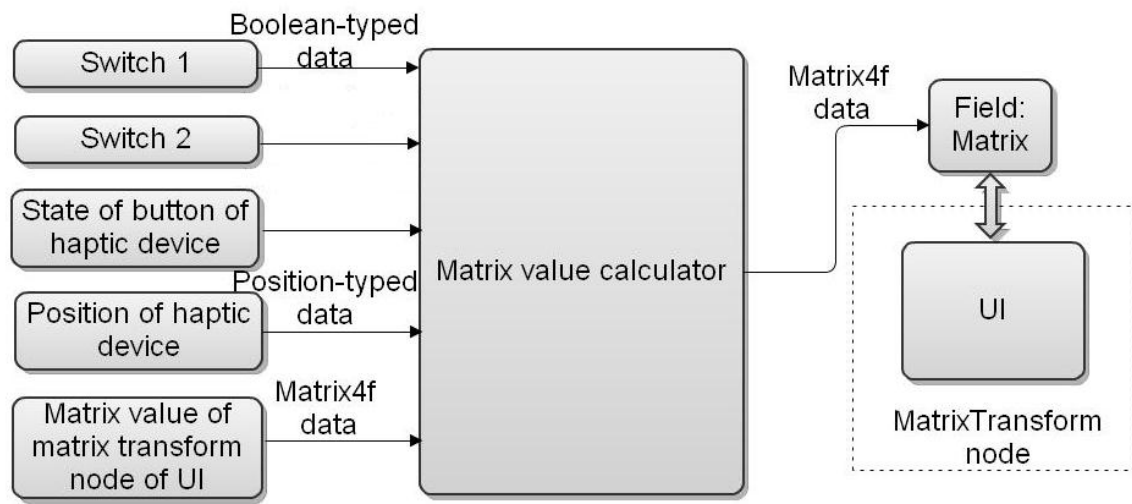 Boolean-typed
data
Switch 1
Switch 2
State of button of
haptic device
Position-typed
data
Position of haptic
device
Matrix4f
data
Matrix value of
matrix transform
node of UI
Matrix value calculator
Matrix4f
data
Field:
Matrix
UI
MatrixTransform
node